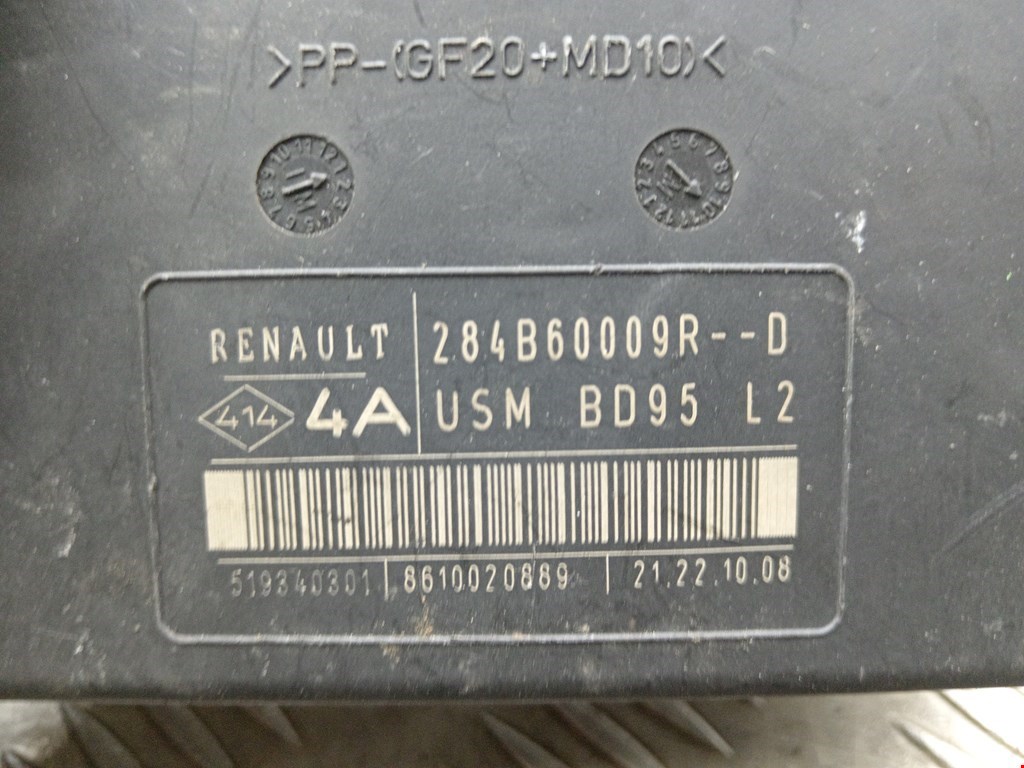 >PP-(GF20+MD10)<
RENAULT 284B60009R--D
414 4A USM BD95 L2
519340301 8610020889 21.22.10.08